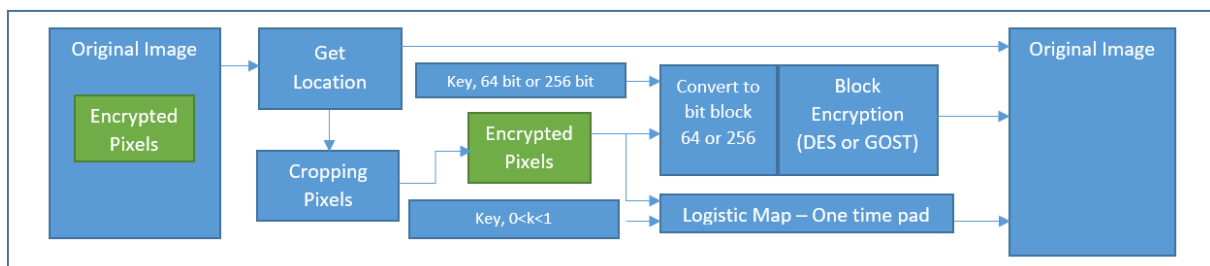 Original Image
Encrypted
Pixels
Get
Location
Cropping
Pixels
Key, 64 bit or 256 bit
Encrypted
Pixels
Key, 0<k<1
Convert to
bit block
64 or 256
Block
Encryption
(DES or GOST)
Logistic Map – One time pad
Original Image